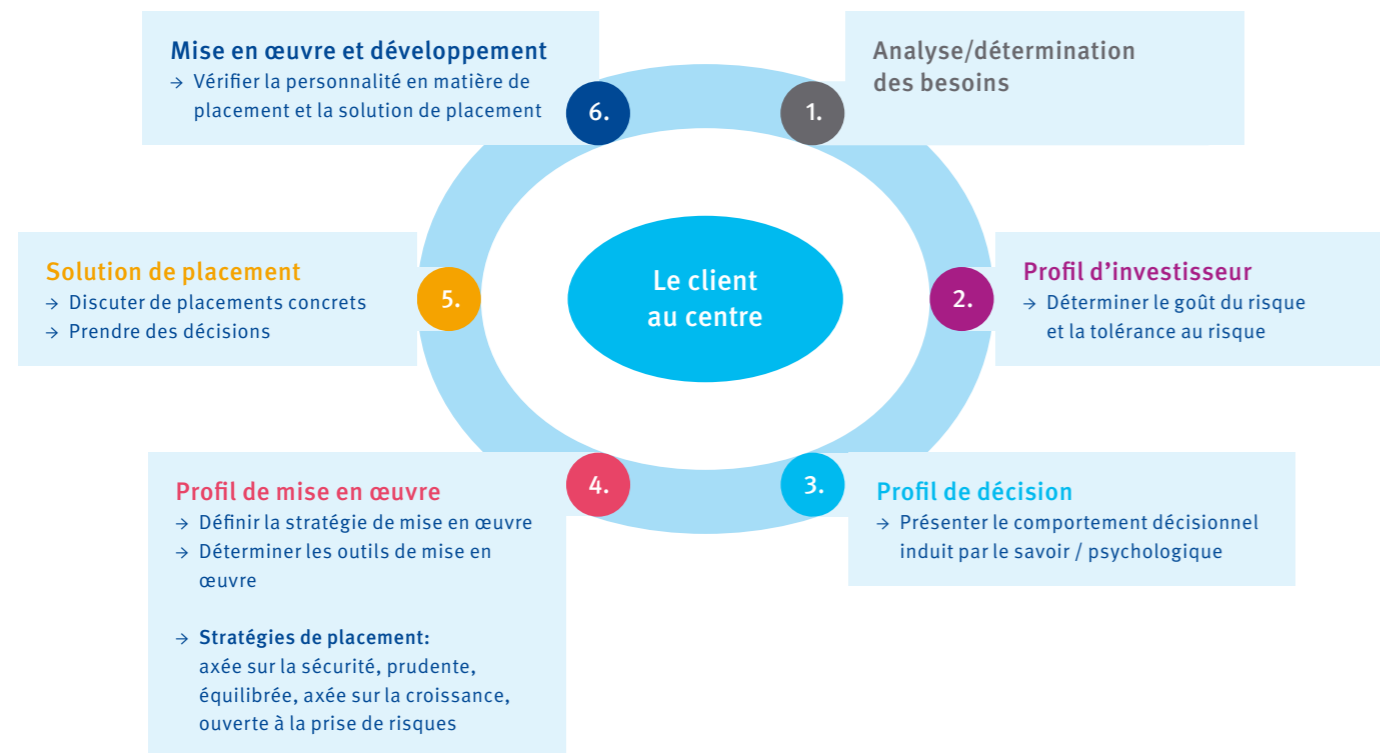 Mise en œuvre et développement
→ Vérifier la personnalité en matière de
placement et la solution de placement
6.
1.
Analyse/détermination
des besoins
Solution de placement
→ Discuter de placements concrets
→ Prendre des décisions
5.
Le client
au centre
2.
Profil d’investisseur
→ Déterminer le goût du risque
et la tolérance au risque
Profil de mise en œuvre
→ Définir la stratégie de mise en œuvre
→ Déterminer les outils de mise en
œuvre
→ Stratégies de placement:
axée sur la sécurité, prudente,
équilibrée, axée sur la croissance,
ouverte à la prise de risques
4.
3.
Profil de décision
→ Présenter le comportement décisionnel
induit par le savoir / psychologique